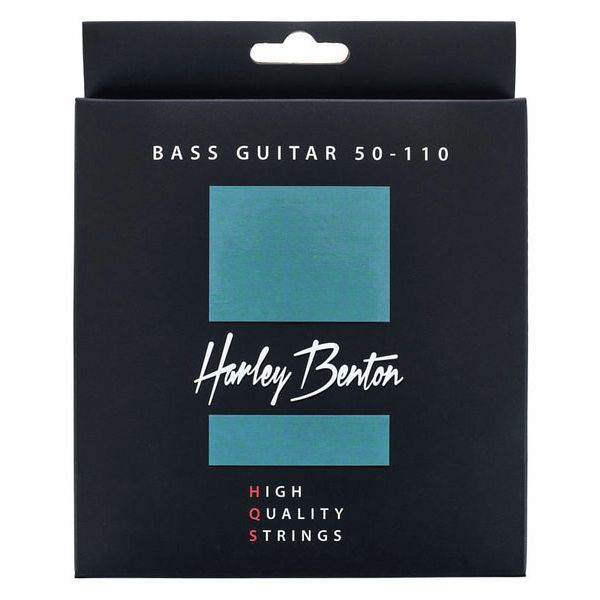 BASS GUITAR 50-110
Harley Benton
HIGH
QUALITY
STRINGS